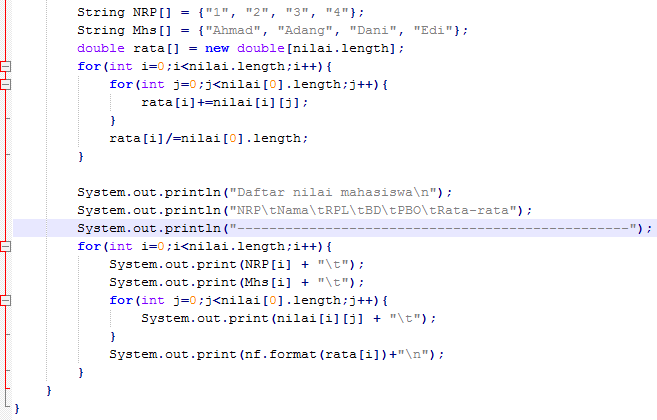 String NRP[] = {"1", "2", "3", "4"};
String Mhs[] = {"Ahmad", "Adang", "Dani", "Edi"};
double rata[] = new double[nilai.length];
for(int i=0;i<nilai.length;i++){
for(int j=0;j<nilai[0].length;j++){
rata[i]+=nilai[i][j];
}
rata[i]/=nilai[0].length;
}
System.out.println("Daftar nilai mahasiswa\n");
System.out.println("NRP\tNama\tRPL\tBD\tPBO\tRata-rata");
System.out.println("-------------------------------------------------");
for(int i=0;i<nilai.length;i++){
System.out.print(NRP[i] + "\t");
System.out.print(Mhs[i] + "\t");
for(int j=0;j<nilai[0].length;j++){
System.out.print(nilai[i][j] + "\t");
}
System.out.print(nf.format(rata[i])+"\n");
}
}
}